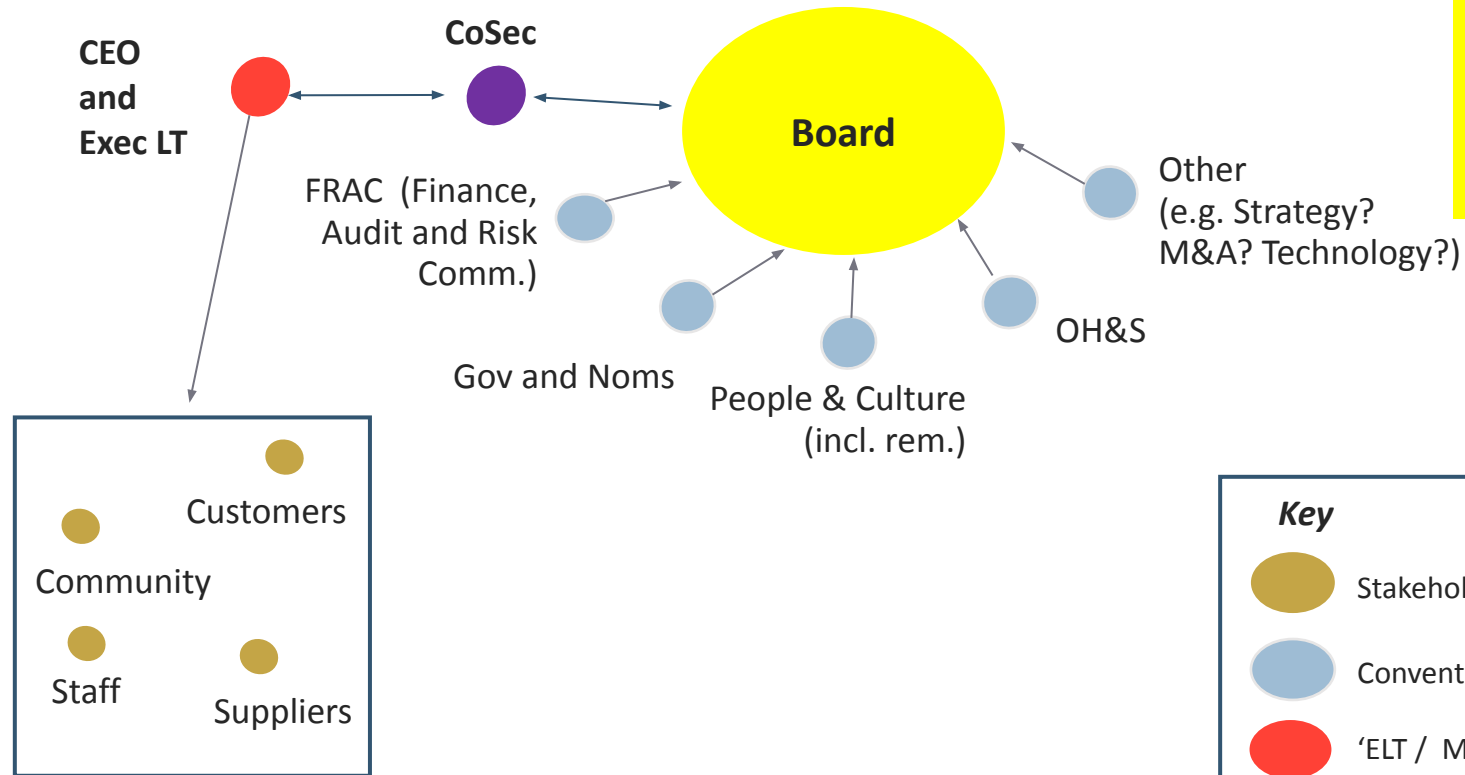 CEO
and
Exec LT
CoSec
Board
FRAC (Finance,
Audit and Risk
Comm.)
Gov and Noms
People & Culture
(incl. rem.)
OH&S
Other
(e.g. Strategy?
M&A? Technology?)
Customers
Community
Staff
Suppliers
Key
‘ELT /